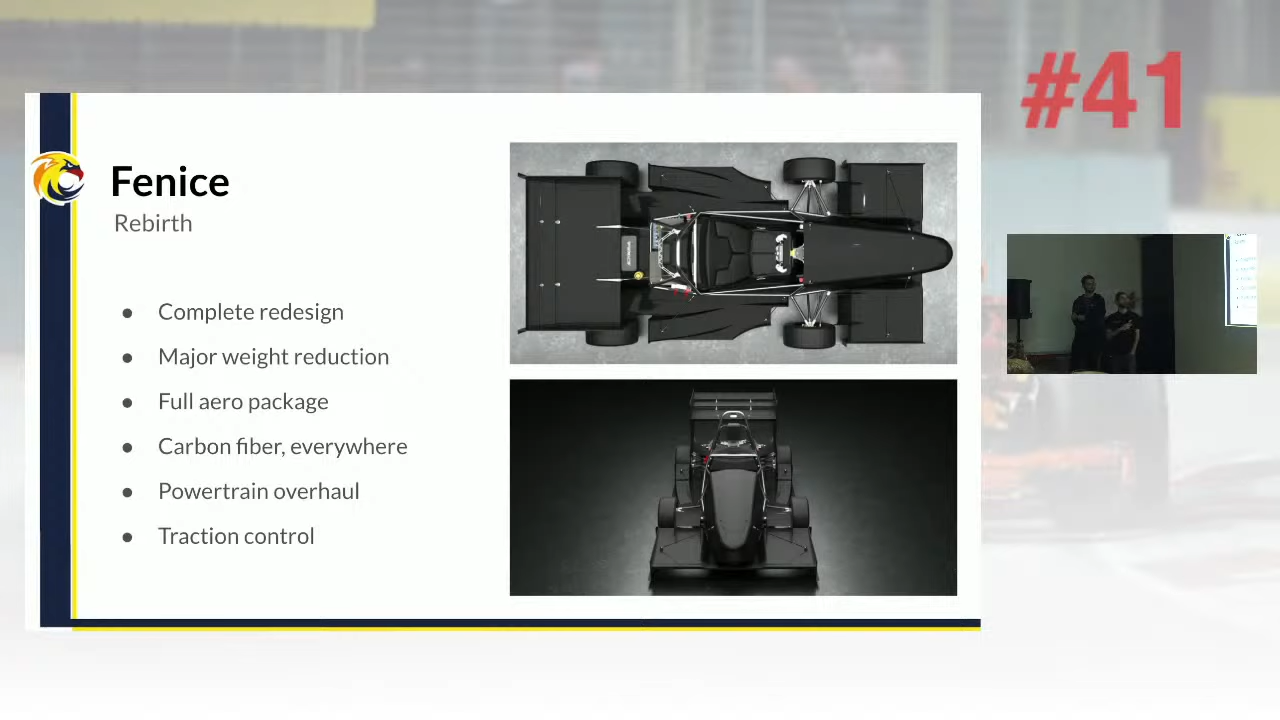 #41
Fenice
Rebirth
● Complete redesign
● Major weight reduction
● Full aero package
● Carbon fiber, everywhere
● Powertrain overhaul
● Traction control